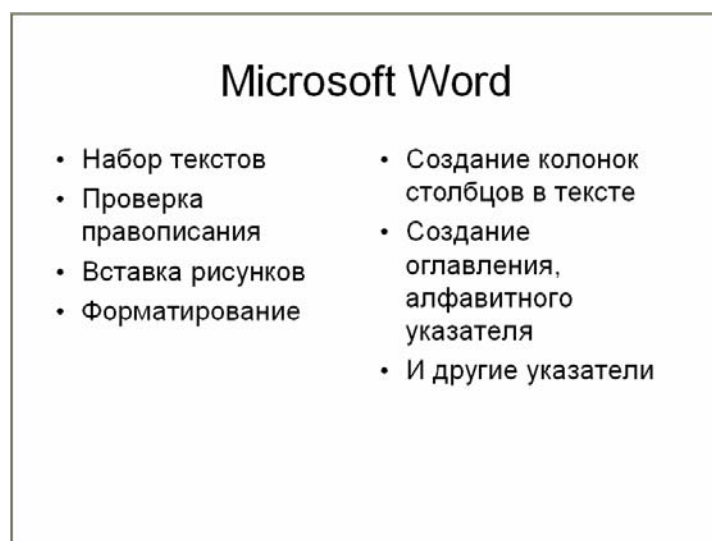 Microsoft Word
• Набор текстов
• Проверка
правописания
• Вставка рисунков
• Форматирование
• Создание колонок
столбцов в тексте
• Создание
оглавления,
алфавитного
указателя
• И другие указатели